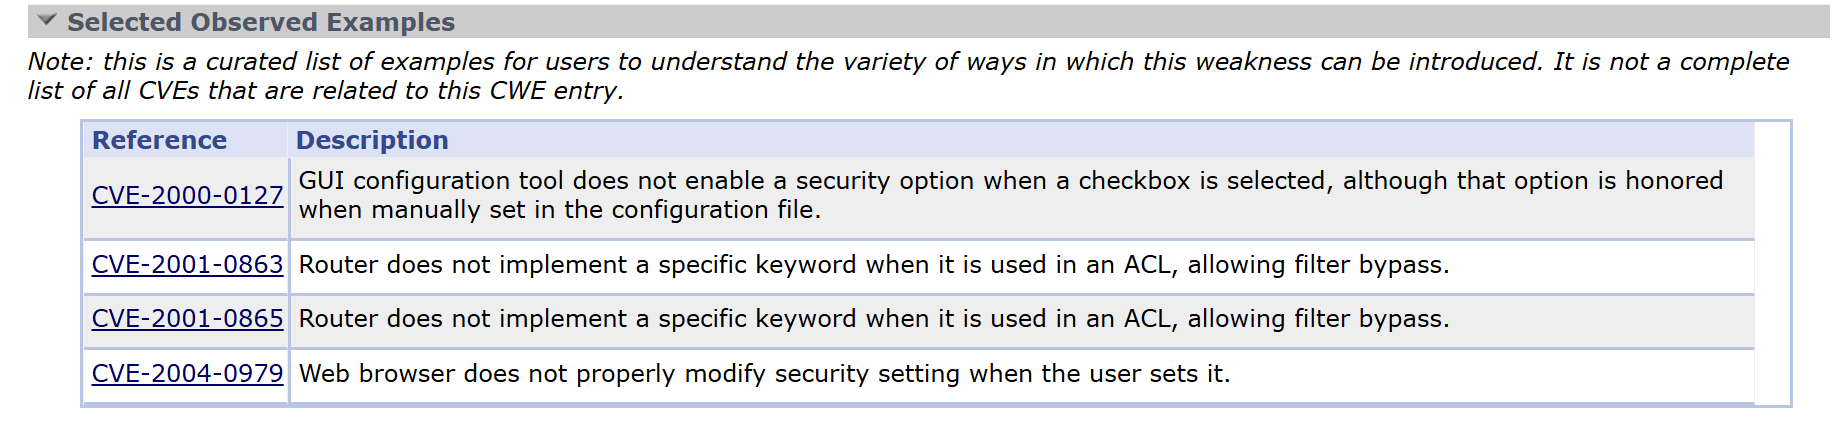 Selected Observed Examples
Note: this is a curated list of examples for users to understand the variety of ways in which this weakness can be introduced. It is not a complete
list of all CVEs that are related to this CWE entry.
Reference Description
CVE-2000-0127 GUI configuration tool does not enable a security option when a checkbox is selected, although that option is honored
when manually set in the configuration file.
CVE-2001-0863 Router does not implement a specific keyword when it is used in an ACL, allowing filter bypass.
CVE-2001-0865 Router does not implement a specific keyword when it is used in an ACL, allowing filter bypass.
CVE-2004-0979 Web browser does not properly modify security setting when the user sets it.